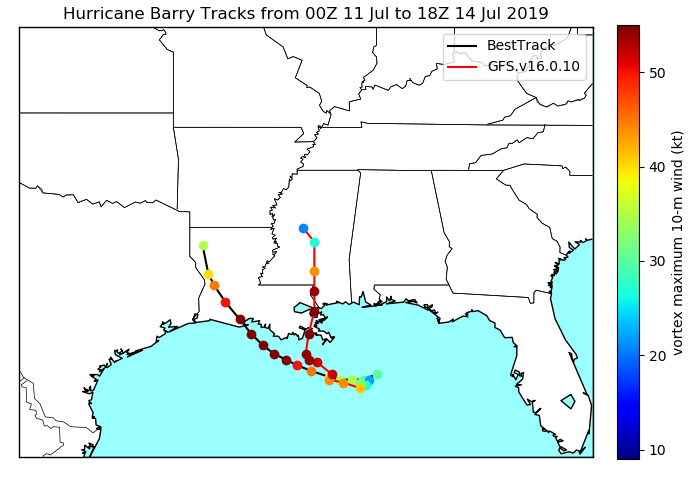 Hurricane Barry Tracks from 00Z 11 Jul to 18Z 14 Jul 2019
BestTrack
GFS.v16.0.10
50
40
30
20
10
vortex maximum 10-m wind (kt)